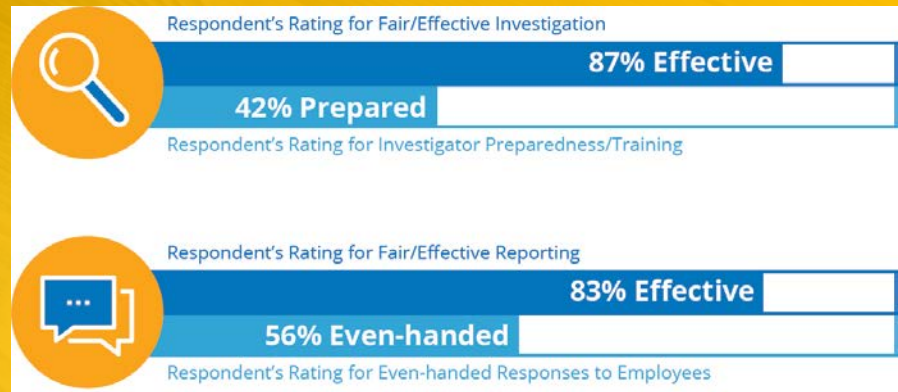 Respondent's Rating for Fair/Effective Investigation
87% Effective
42% Prepared
Respondent's Rating for Investigator Preparedness/Training
Respondent's Rating for Fair/Effective Reporting
83% Effective
56% Even-handed
Respondent's Rating for Even-handed Responses to Employees